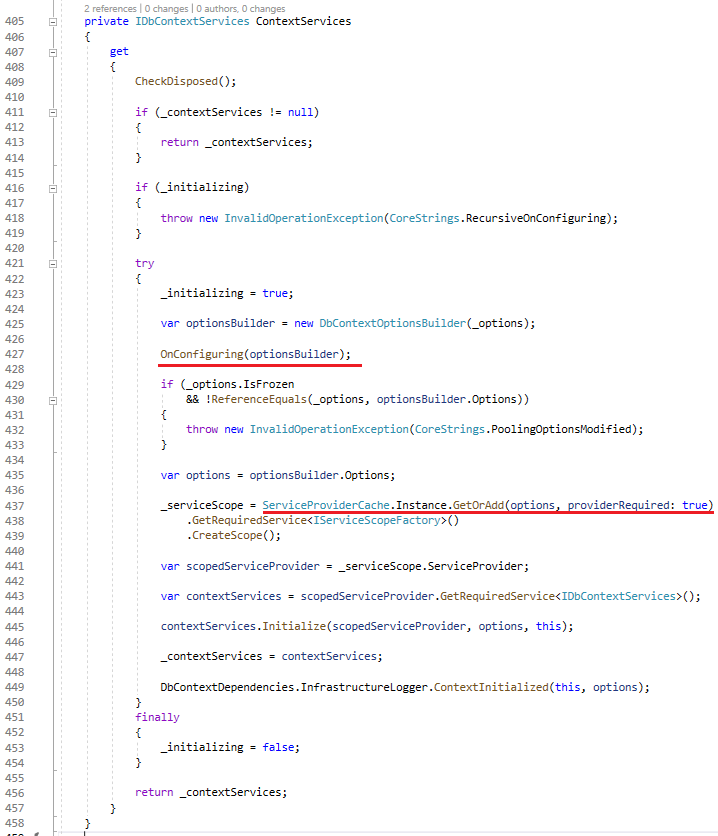 2 references | 0 changes | 0 authors, 0 changes
405 private IDbContextServices ContextServices
406 {
407 get
408 {
409 CheckDisposed();
410
411 if (_contextServices != null)
412 {
413 return _contextServices;
414 }
415
416 if (_initializing)
417 {
418 throw new InvalidOperationException(CoreStrings.RecursiveOnConfiguring);
419 }
420
421 try
422 {
423 _initializing = true;
424
425 var optionsBuilder = new DbContextOptionsBuilder(_options);
426
427 OnConfiguring(optionsBuilder);
428
429 if (_options.IsFrozen
430 && !ReferenceEquals(_options, optionsBuilder.Options))
431 {
432 throw new InvalidOperationException(CoreStrings.PoolingOptionsModified);
433 }
434
435 var options = optionsBuilder.Options;
436
437 _serviceScope = ServiceProviderCache.Instance.GetOrAdd(options, providerRequired: true)
438 .GetRequiredService<IServiceScopeFactory>()
439 .CreateScope();
440
441 var scopedServiceProvider = _serviceScope.ServiceProvider;
442
443 var contextServices = scopedServiceProvider.GetRequiredService<IDbContextServices>();
444
445 contextServices.Initialize(scopedServiceProvider, options, this);
446
447 _contextServices = contextServices;
448
449 DbContextDependencies.InfrastructureLogger.ContextInitialized(this, options);
450 }
451 finally
452 {
453 _initializing = false;
454 }
455
456 return _contextServices;
457 }
458 }